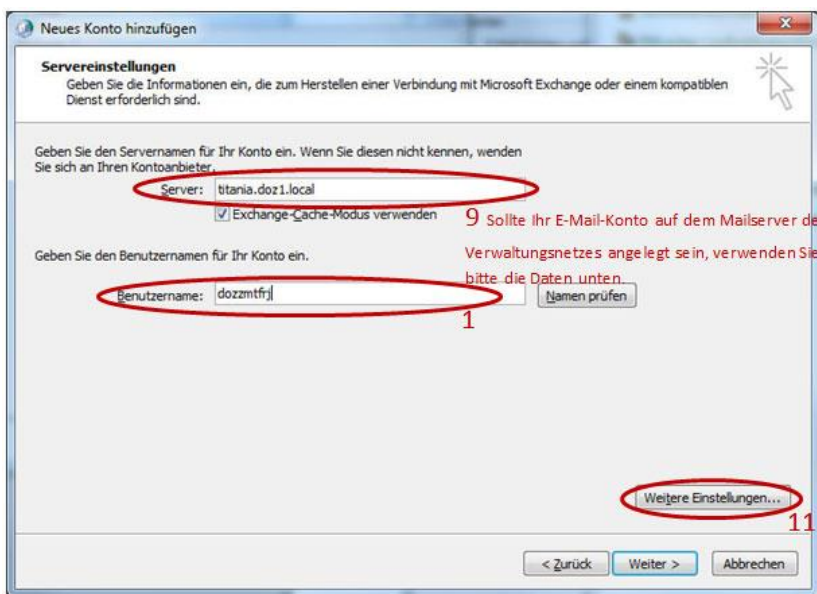 Neues Konto hinzufügen
Servereinstellungen
Geben Sie die Informationen ein, die zum Herstellen einer Verbindung mit Microsoft Exchange oder einem kompatiblen
Dienst erforderlich sind.
Geben Sie den Servernamen für Ihr Konto ein. Wenn Sie diesen nicht kennen, wenden
Sie sich an Ihren Kontoanbieter.
Server: titania.doz1.local
Exchange-Cache-Modus verwenden
9 Sollte Ihr E-Mail-Konto auf dem Mailserver de
Verwaltungsnetzes angelegt sein, verwenden Sie
bitte die Daten unten.
Geben Sie den Benutzernamen für Ihr Konto ein.
Benutzername: dozzmtfrj
Namen prüfen
1
Weitere Einstellungen...
11
< Zurück Weiter > Abbrechen